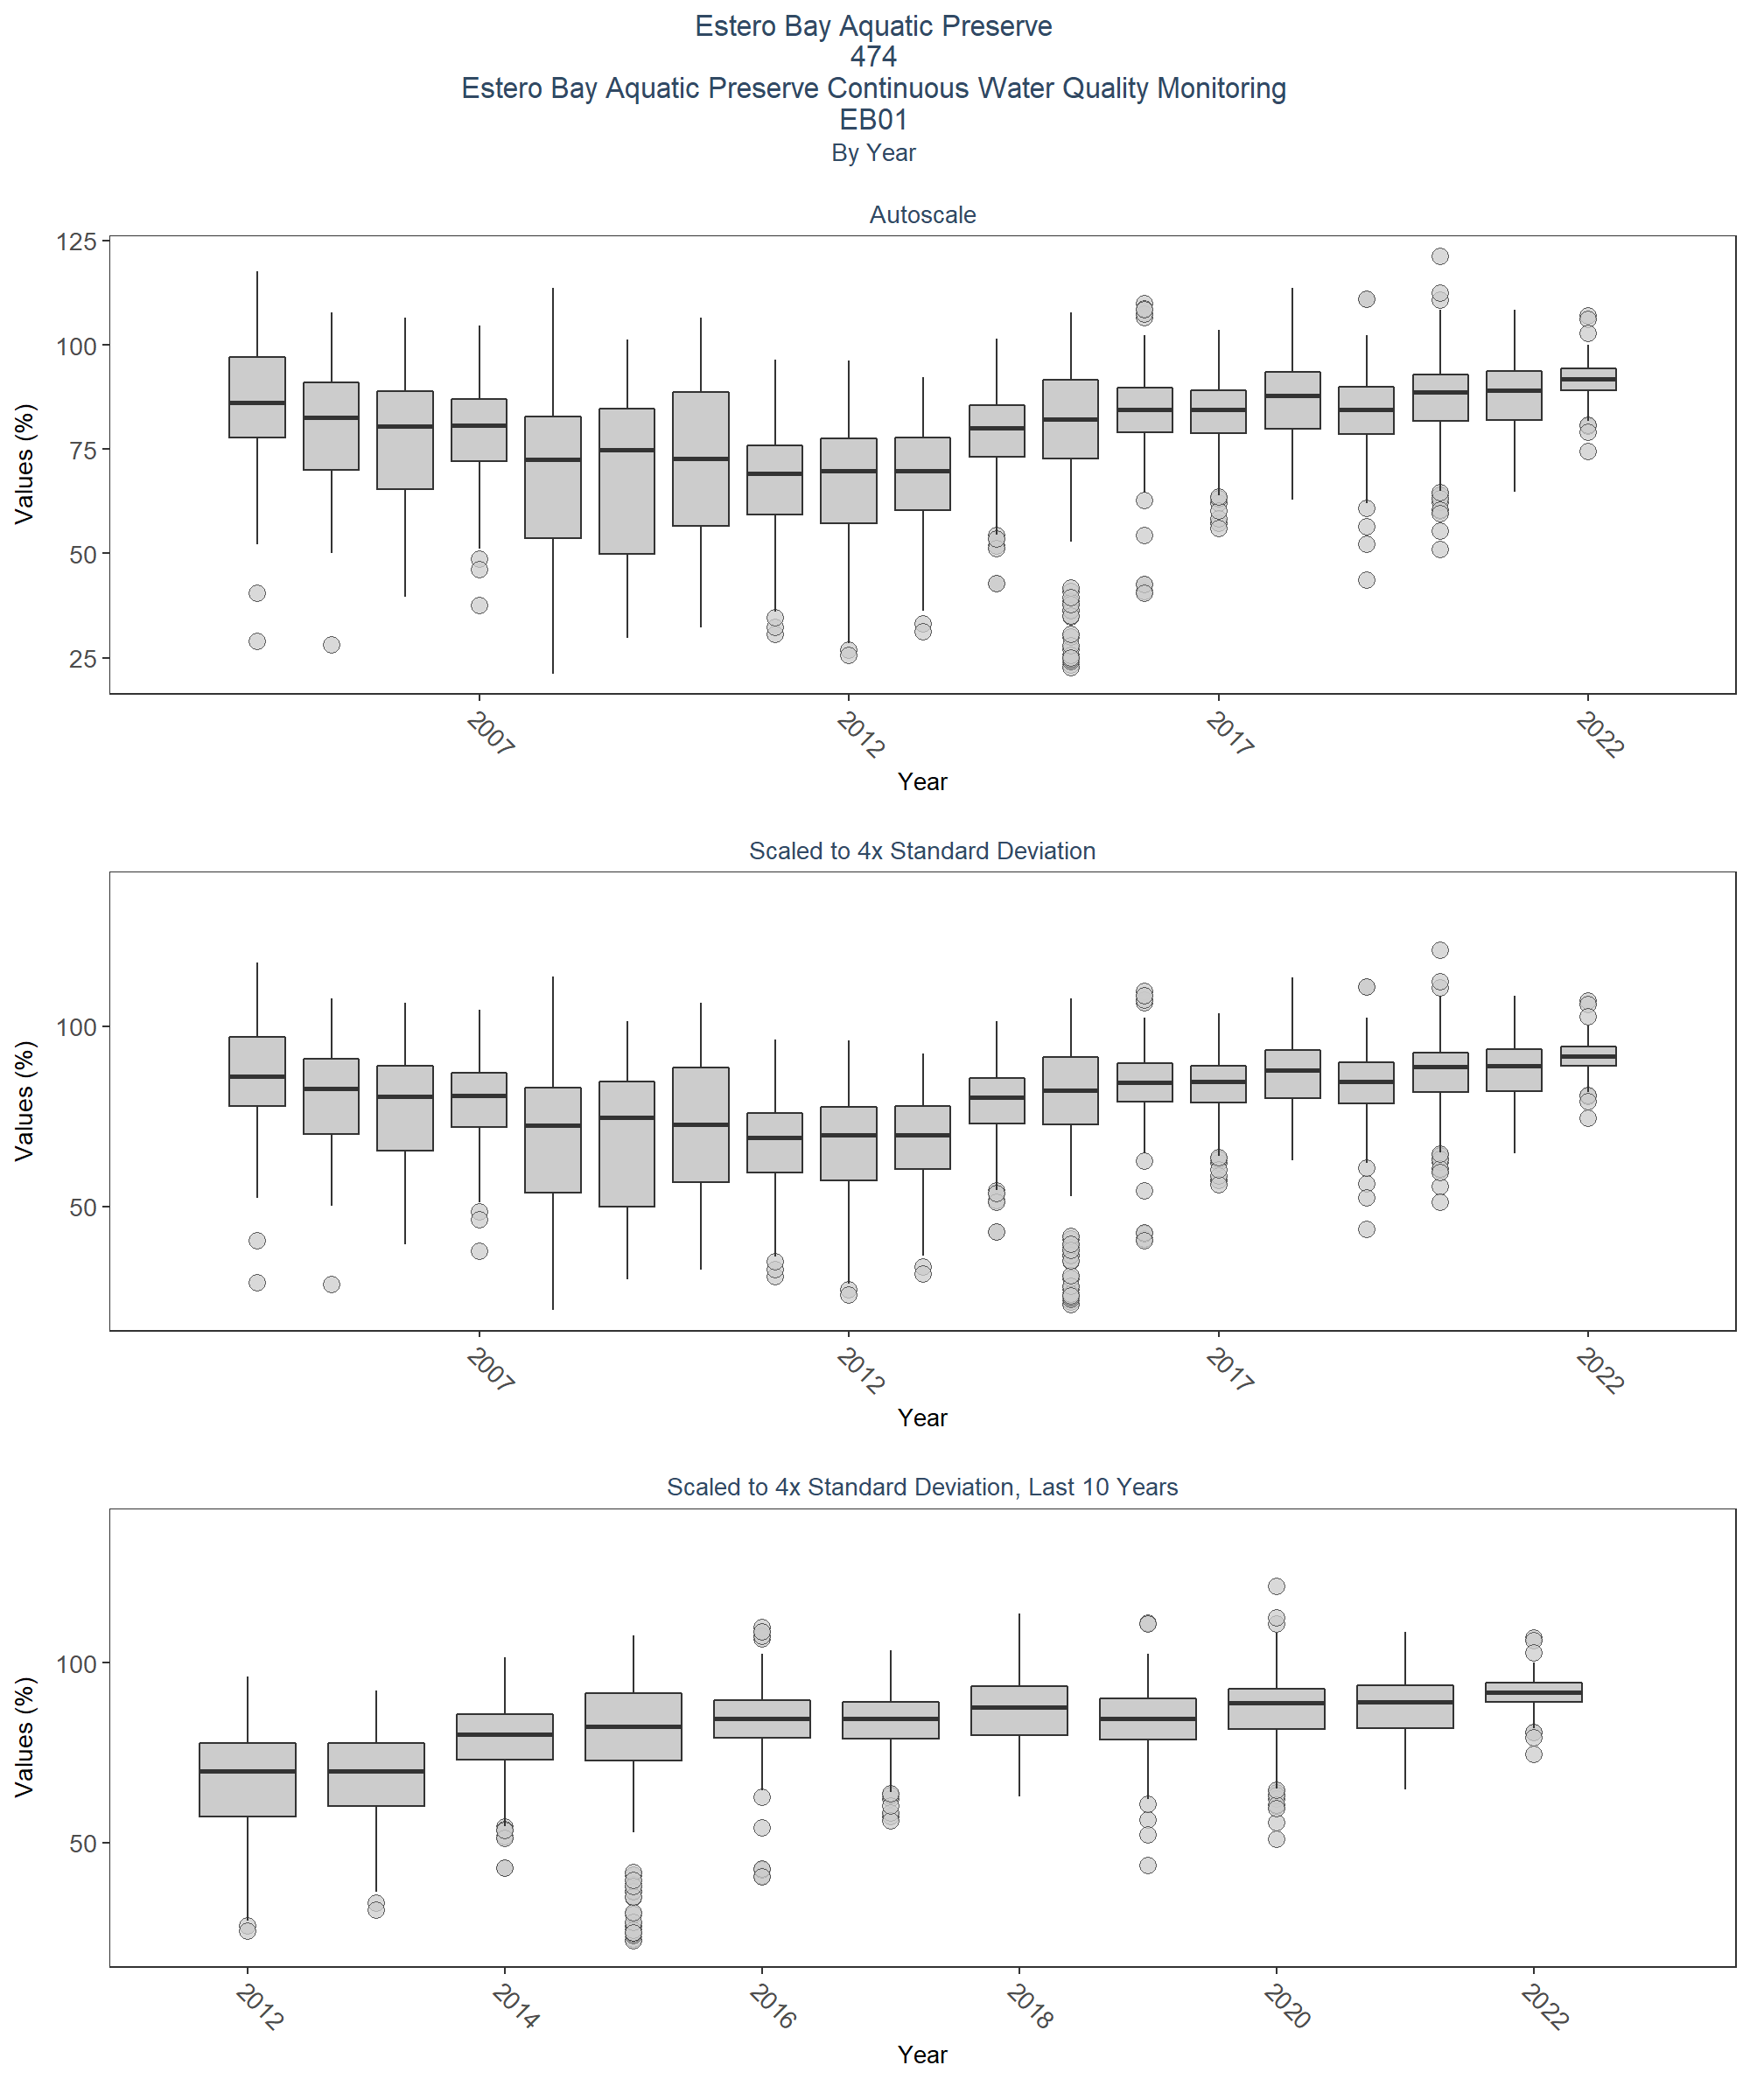 Estero Bay Aquatic Preserve
474
Estero Bay Aquatic Preserve Continuous Water Quality Monitoring
EB01
By Year
Autoscale
Values (%)
125
100
75
50
25
2007
2012
2017
2022
Year
Scaled to 4x Standard Deviation
Values (%)
100
50
2007
2012
2017
2022
Year
Scaled to 4x Standard Deviation, Last 10 Years
Values (%)
100
50
2012
2014
2016
2018
2020
2022
Year